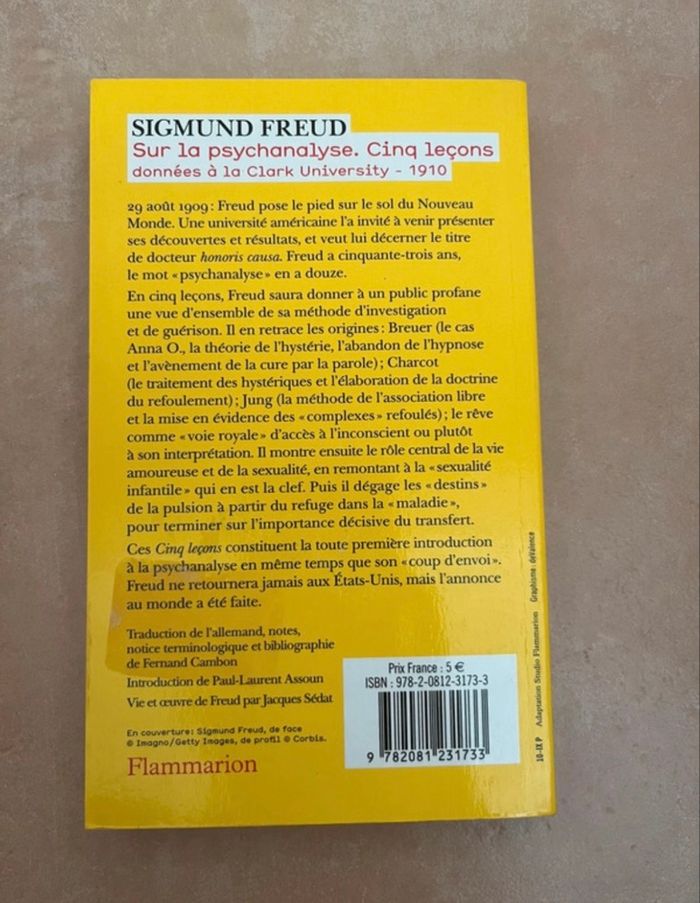 SIGMUND FREUD
Sur la psychanalyse. Cinq leçons
données à la Clark University - 1910
29 août 1909 : Freud pose le pied sur le sol du Nouveau
Monde. Une université américaine l'a invité à venir présenter
ses découvertes et résultats, et veut lui décerner le titre
de docteur honoris causa. Freud a cinquante-trois ans,
le mot « psychanalyse » en a douze.
En cinq leçons, Freud saura donner à un public profane
une vue d'ensemble de sa méthode d'investigation
et de guérison. Il en retrace les origines : Breuer (le cas
Anna O., la théorie de l'hystérie, l'abandon de l'hypnose
et l'avènement de la cure par la parole) ; Charcot
(le traitement des hystériques et l'élaboration de la doctrine
du refoulement) ; Jung (la méthode de l'association libre
et la mise en évidence des « complexes » refoulés) ; le rêve
comme « voie royale » d'accès à l'inconscient ou plutôt
à son interprétation. Il montre ensuite le rôle central de la vie
amoureuse et de la sexualité, en remontant à la « sexualité
infantile » qui en est la clef. Puis il dégage les « destins »
de la pulsion à partir du refuge dans la « maladie »,
pour terminer sur l'importance décisive du transfert.
Ces Cinq leçons constituent la toute première introduction
à la psychanalyse en même temps que son « coup d'envoi ».
Freud ne retournera jamais aux États-Unis, mais l'annonce
au monde a été faite.
Traduction de l'allemand, notes,
notice terminologique et bibliographie
de Fernand Cambon
Introduction de Paul-Laurent Assoun
Vie et œuvre de Freud par Jacques Sédat
En couverture : Sigmund Freud, de face
© Imagno/Getty Images, de profil © Corbis.
Flammarion
Prix France : 5 €
ISBN : 978-2-0812-3173-3
9 782081 231733
10-IX P Adaptation Studio Flammarion Graphisme : delvalence